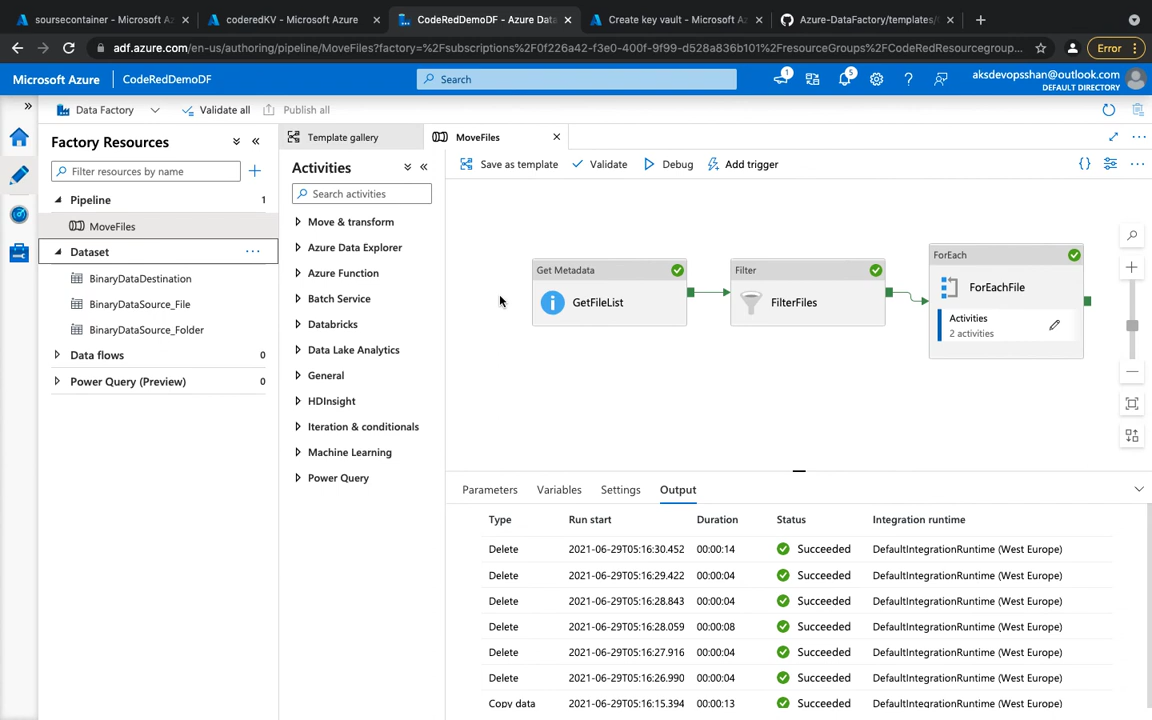 soursecontainer - Microsoft Az
coderedKV - Microsoft Azure
CodeRedDemoDF - Azure Dat
Create key vault - Microsoft A
Azure-DataFactory/templates/
adf.azure.com/en-us/authoring/pipeline/MoveFiles?factory=%2Fsubscriptions%2F0f226a42-f3e0-400f-9f99-d528a836b101%2FresourceGroups%2FCodeRedResourcegroup...
Error
Microsoft Azure
CodeRedDemoDF
Search
1
5
aksdevopsshan@outlook.com
DEFAULT DIRECTORY
Data Factory
Validate all
Publish all
Factory Resources
Filter resources by name
Pipeline
1
MoveFiles
Dataset
BinaryDataDestination
BinaryDataSource_File
BinaryDataSource_Folder
Data flows
0
Power Query (Preview)
0
Template gallery
MoveFiles
Activities
Search activities
Move & transform
Azure Data Explorer
Azure Function
Batch Service
Databricks
Data Lake Analytics
General
HDInsight
Iteration & conditionals
Machine Learning
Power Query
Save as template
Validate
Debug
Add trigger
Get Metadata
GetFileList
Filter
FilterFiles
ForEach
ForEachFile
Activities
2 activities
Parameters
Variables
Settings
Output
Type Run start Duration Status Integration runtime
Delete 2021-06-29T05:16:30.452 00:00:14 Succeeded DefaultIntegrationRuntime (West Europe)
Delete 2021-06-29T05:16:29.422 00:00:04 Succeeded DefaultIntegrationRuntime (West Europe)
Delete 2021-06-29T05:16:28.843 00:00:04 Succeeded DefaultIntegrationRuntime (West Europe)
Delete 2021-06-29T05:16:28.059 00:00:08 Succeeded DefaultIntegrationRuntime (West Europe)
Delete 2021-06-29T05:16:27.916 00:00:04 Succeeded DefaultIntegrationRuntime (West Europe)
Delete 2021-06-29T05:16:26.990 00:00:04 Succeeded DefaultIntegrationRuntime (West Europe)
Copy data 2021-06-29T05:16:15.394 00:00:13 Succeeded DefaultIntegrationRuntime (West Europe)